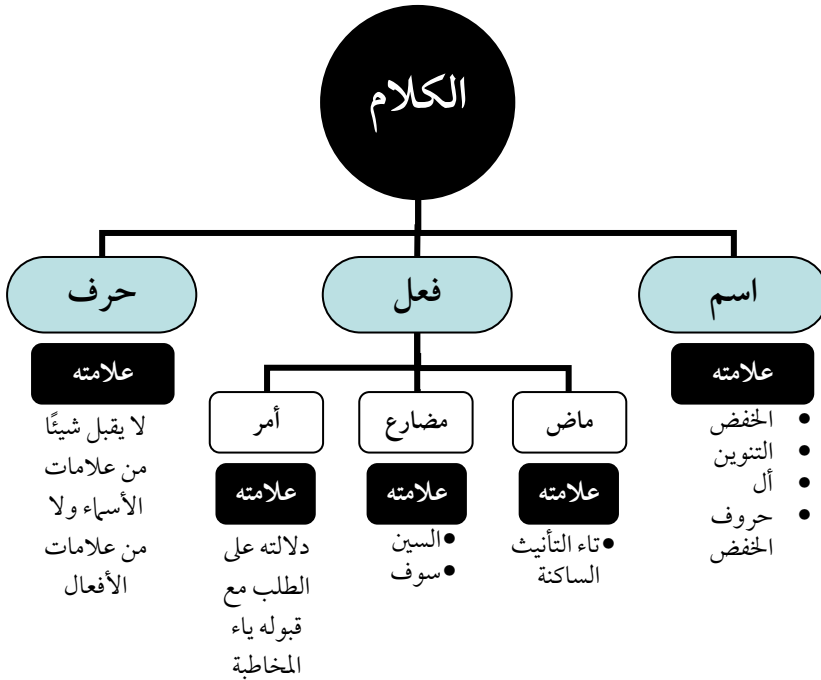 الكلام
اسم
علامته
• الخفض
• التنوين
• أل
• حروف
الخفض
فعل
ماض
علامته
• تاء التأنيث
الساكنة
مضارع
علامته
• السين
• سوف
أمر
علامته
دلالته على
الطلب مع
قبوله ياء
المخاطبة
حرف
علامته
لا يقبل شيئًا
من علامات
الأسماء ولا
من علامات
الأفعال